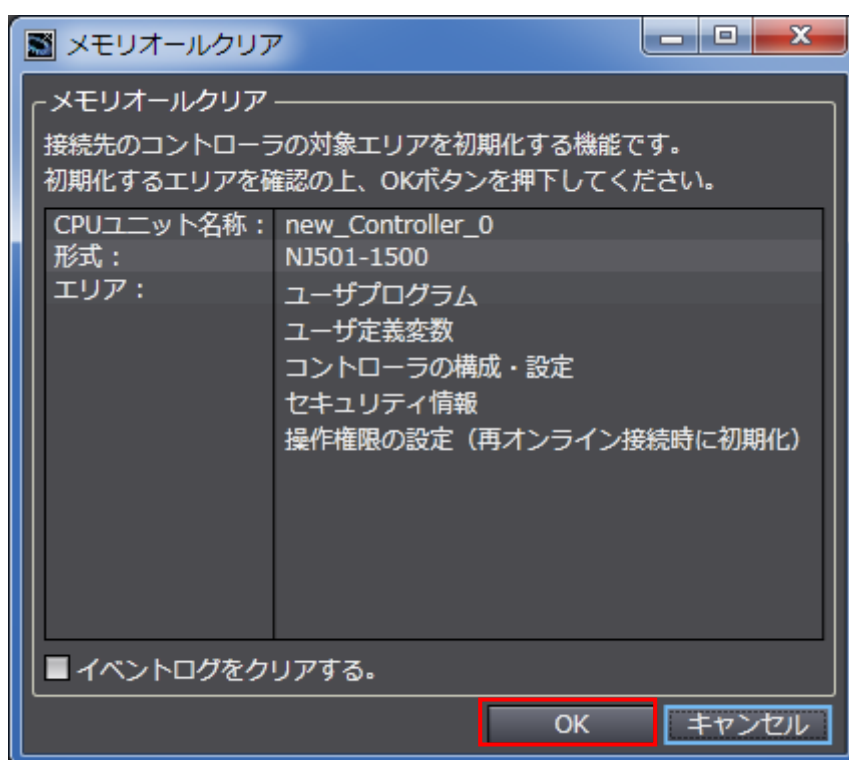 メモリオールクリア
メモリオールクリア
接続先のコントローラの対象エリアを初期化する機能です。
初期化するエリアを確認の上、OKボタンを押下してください。
CPUユニット名称： new_Controller_0
形式： NJ501-1500
エリア： ユーザプログラム
ユーザ定義変数
コントローラの構成・設定
セキュリティ情報
操作権限の設定（再オンライン接続時に初期化）
イベントログをクリアする。
OK キャンセル